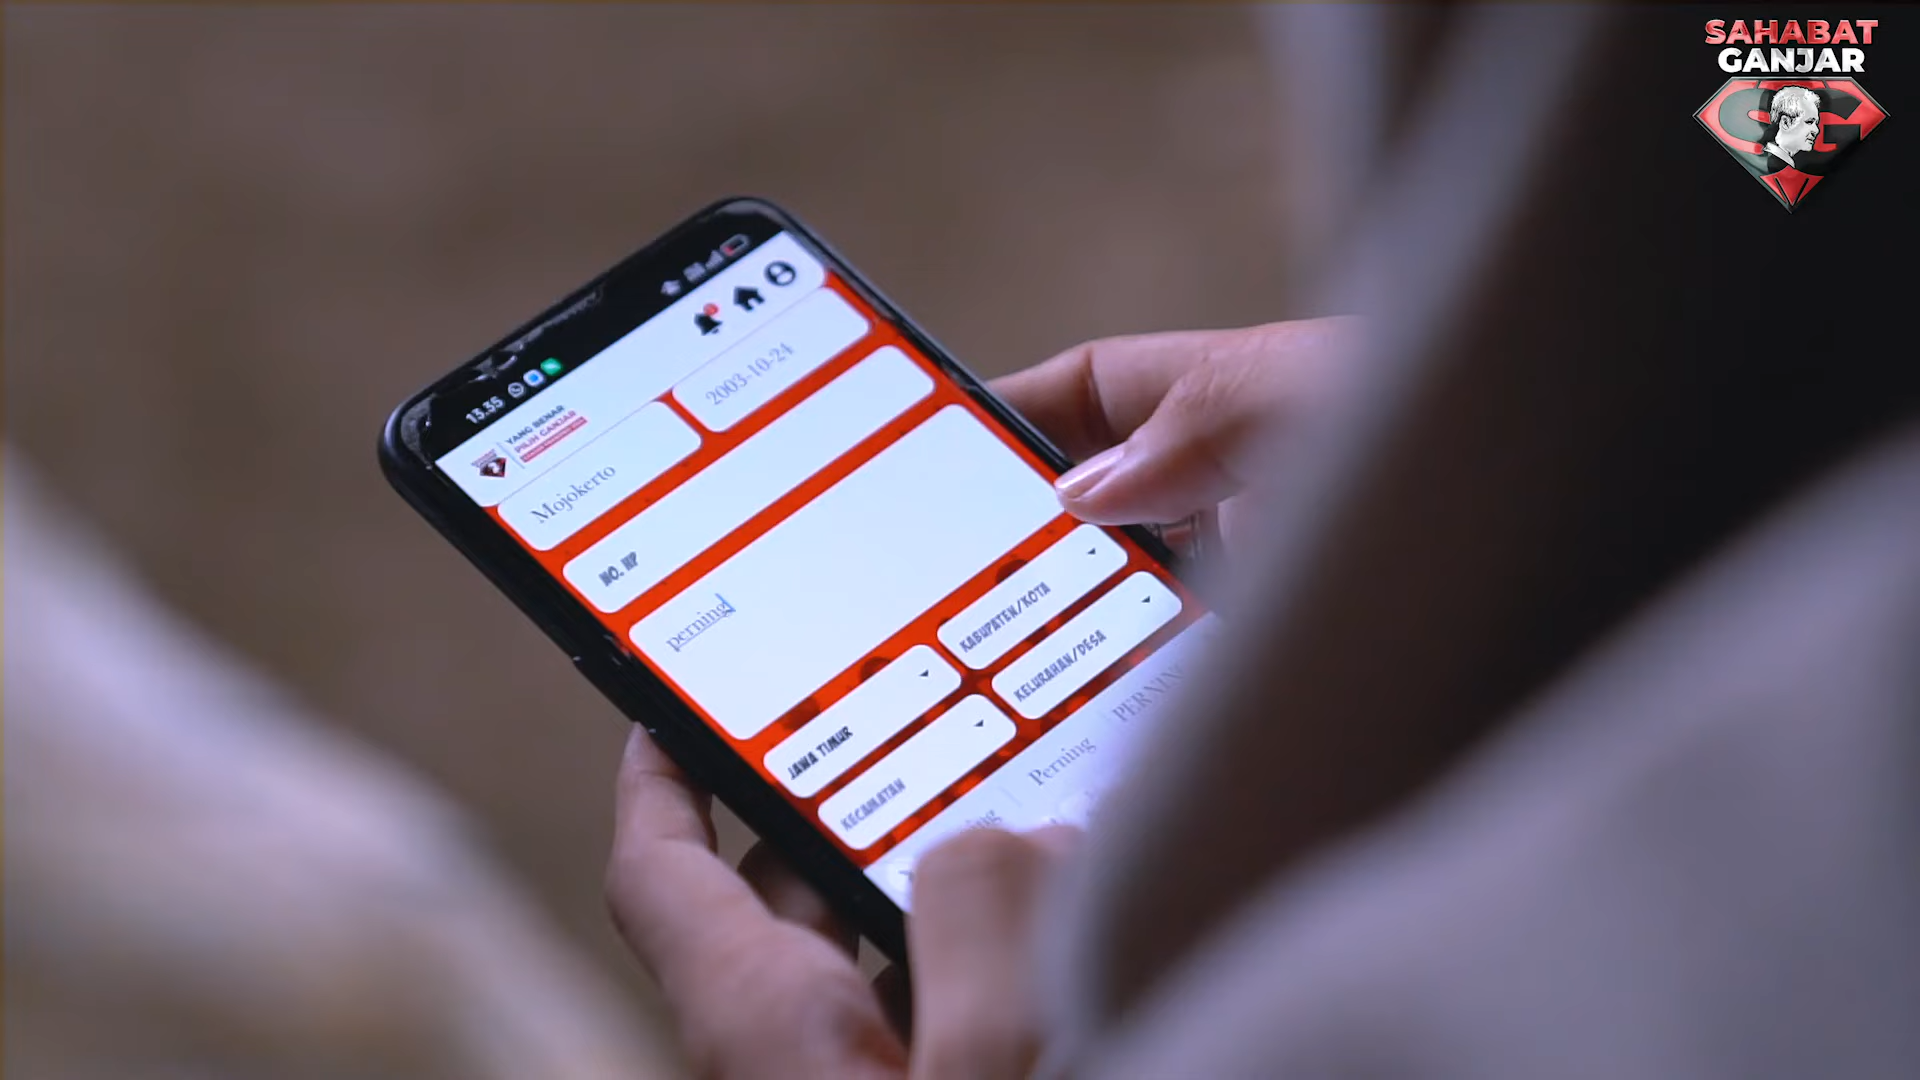 SAHABAT
GANJAR
SG
13.35
YANG BENAR
PILIH GANJAR
Mojokerto
2003-10-24
NO. HP
perning
JAWA TIMUR
KABUPATEN/KOTA
KECAMATAN
KELURAHAN/DESA
Perning